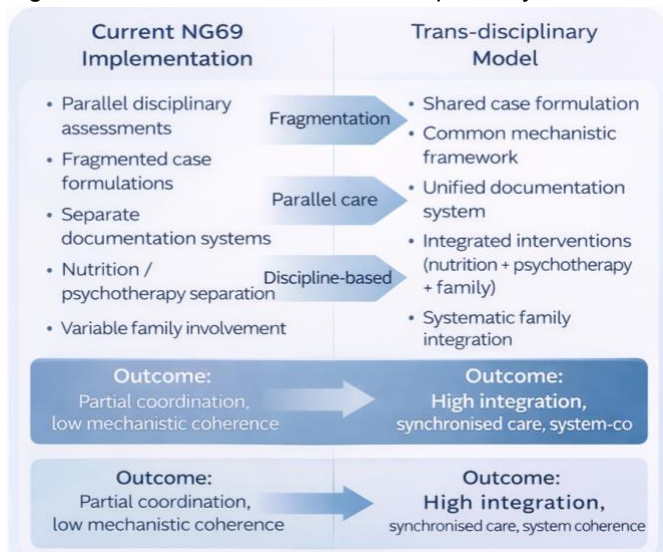 Current NG69
Implementation
• Parallel disciplinary
assessments
• Fragmented case
formulations
• Separate
documentation systems
• Nutrition /
psychotherapy separation
• Variable family involvement
Fragmentation
Parallel care
Discipline-based
Trans-disciplinary
Model
• Shared case formulation
• Common mechanistic
framework
• Unified documentation
system
• Integrated interventions
(nutrition + psychotherapy
+ family)
• Systematic family
integration
Outcome:
Partial coordination,
low mechanistic coherence
Outcome:
High integration,
synchronised care, system-co
Outcome:
Partial coordination,
low mechanistic coherence
Outcome:
High integration,
synchronised care, system coherence